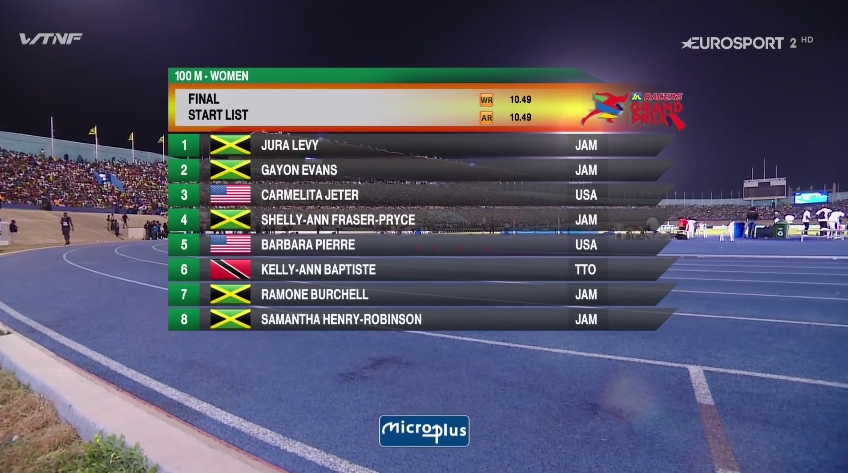 VTNF
EUROSPORT 2 HD
100 M - WOMEN
FINAL
START LIST
WR 10.49
AR 10.49
RACERS
GRAND
PRIX
1 JURA LEVY JAM
2 GAYON EVANS JAM
3 CARMELITA JETER USA
4 SHELLY-ANN FRASER-PRYCE JAM
5 BARBARA PIERRE USA
6 KELLY-ANN BAPTISTE TTO
7 RAMONE BURCHELL JAM
8 SAMANTHA HENRY-ROBINSON JAM
Microplus